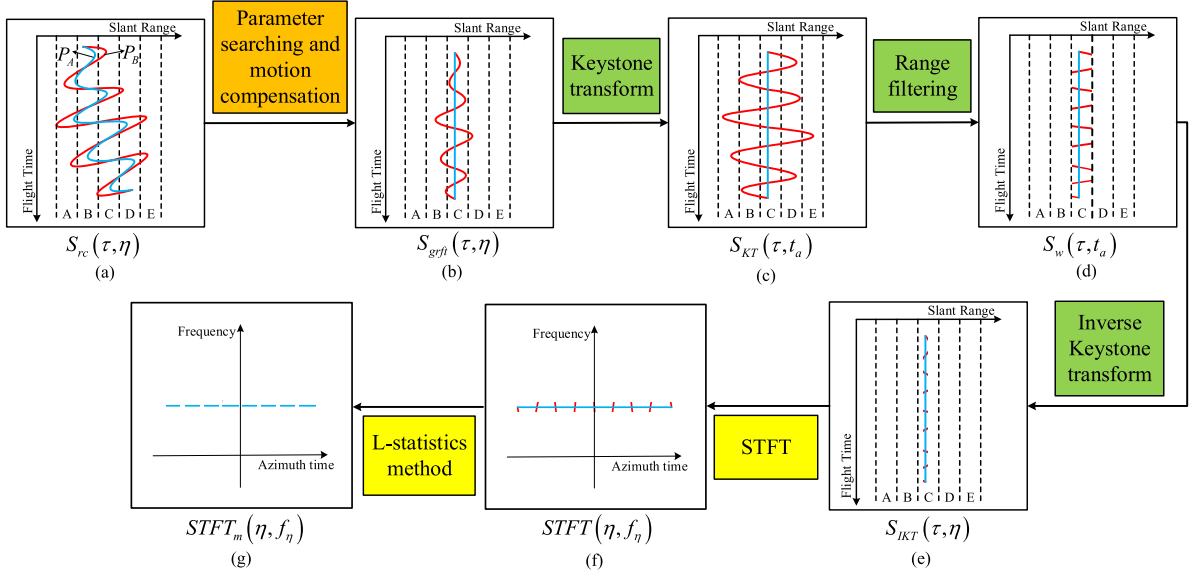 Slant Range
P_A
P_B
Flight Time
A B C D E
S_rc(τ,η)
(a)
Parameter
searching and
motion
compensation
Slant Range
Flight Time
A B C D E
S_grft(τ,η)
(b)
Keystone
transform
Slant Range
Flight Time
A B C D E
S_KT(τ,t_a)
(c)
Range
filtering
Slant Range
Flight Time
A B C D E
S_w(τ,t_a)
(d)
Inverse
Keystone
transform
Slant Range
Flight Time
A B C D E
S_IKT(τ,η)
(e)
STFT
Frequency
Azimuth time
STFT(η,f_η)
(f)
L-statistics
method
Frequency
Azimuth time
STFT_m(η,f_η)
(g)